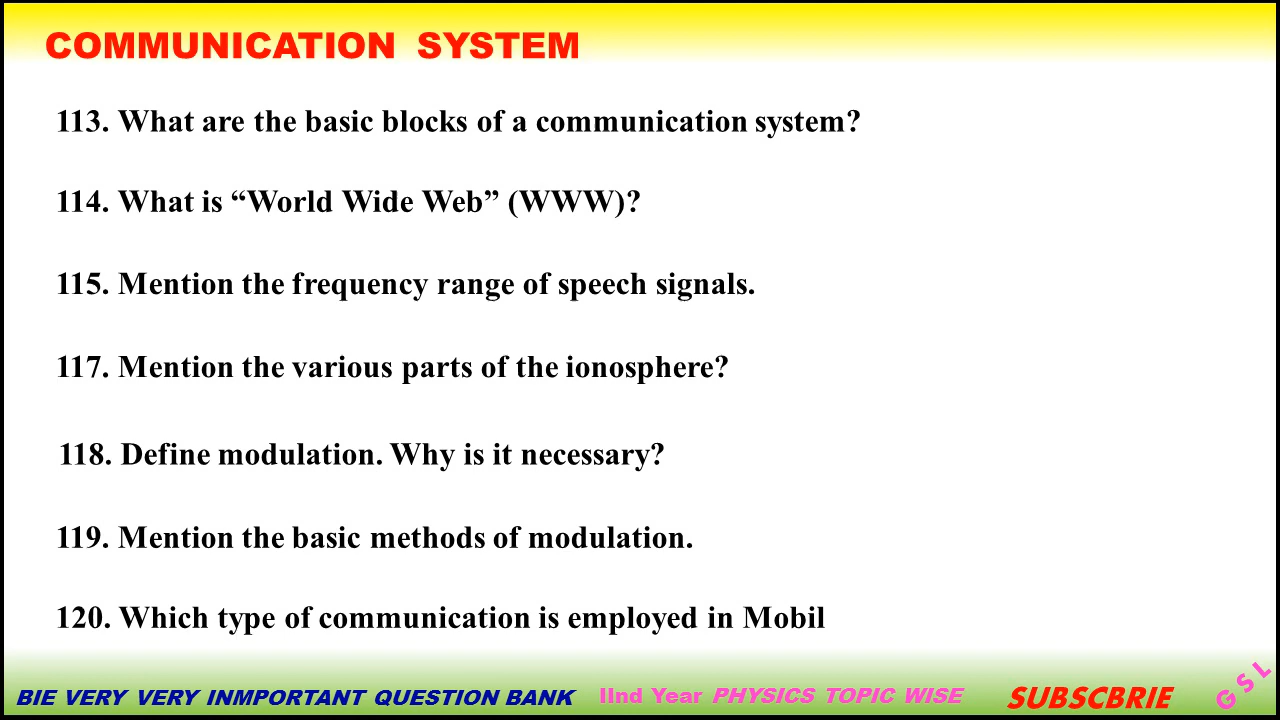 COMMUNICATION SYSTEM
113. What are the basic blocks of a communication system?
114. What is “World Wide Web” (WWW)?
115. Mention the frequency range of speech signals.
117. Mention the various parts of the ionosphere?
118. Define modulation. Why is it necessary?
119. Mention the basic methods of modulation.
120. Which type of communication is employed in Mobil
BIE VERY VERY INMPORTANT QUESTION BANK IInd Year PHYSICS TOPIC WISE SUBSCBRIE GSL